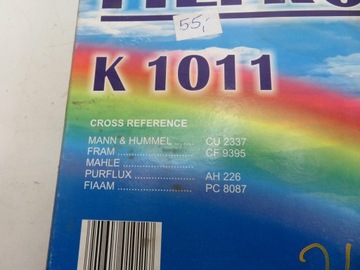 55,-
K 1011
CROSS REFERENCE
MANN & HUMMEL ........ CU 2337
FRAM ........................ CF 9395
MAHLE ......................
PURFLUX ................... AH 226
FIAAM ....................... PC 8087